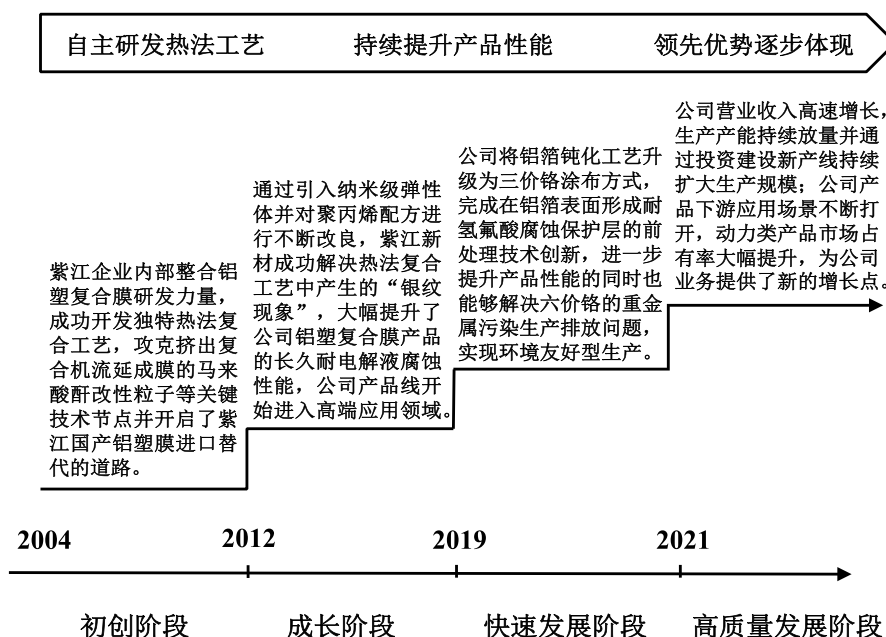 自主研发热法工艺 持续提升产品性能 领先优势逐步体现
紫江企业内部整合铝
塑复合膜研发力量，
成功开发独特热法复
合工艺，攻克挤出复
合机流延成膜的马来
酸酐改性粒子等关键
技术节点并开启了紫
江国产铝塑膜进口替
代的道路。
通过引入纳米级弹性
体并对聚丙烯配方进
行不断改良，紫江新
材成功解决热法复合
工艺中产生的“银纹
现象”，大幅提升了
公司铝塑复合膜产品
的长久耐电解液腐蚀
性能，公司产品线开
始进入高端应用领域。
公司将铝箔钝化工艺升
级为三价铬涂布方式，
完成在铝箔表面形成耐
氢氟酸腐蚀保护层的前
处理技术创新，进一步
提升产品性能的同时也
能够解决六价铬的重金
属污染生产排放问题，
实现环境友好型生产。
公司营业收入高速增长，
生产产能持续放量并通
过投资建设新产线持续
扩大生产规模；公司产
品下游应用场景不断打
开，动力类产品市场占
有率大幅提升，为公司
业务提供了新的增长点。
2004 2012 2019 2021
初创阶段 成长阶段 快速发展阶段 高质量发展阶段